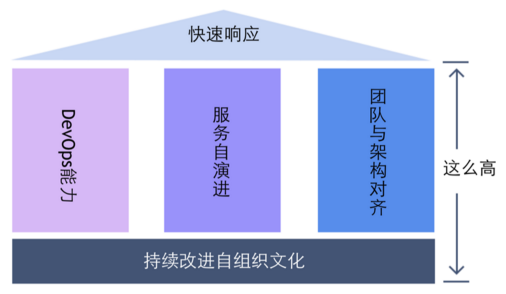 快速响应
DevOps能力
服务自演进
团队与架构对齐
这么高
持续改进自组织文化